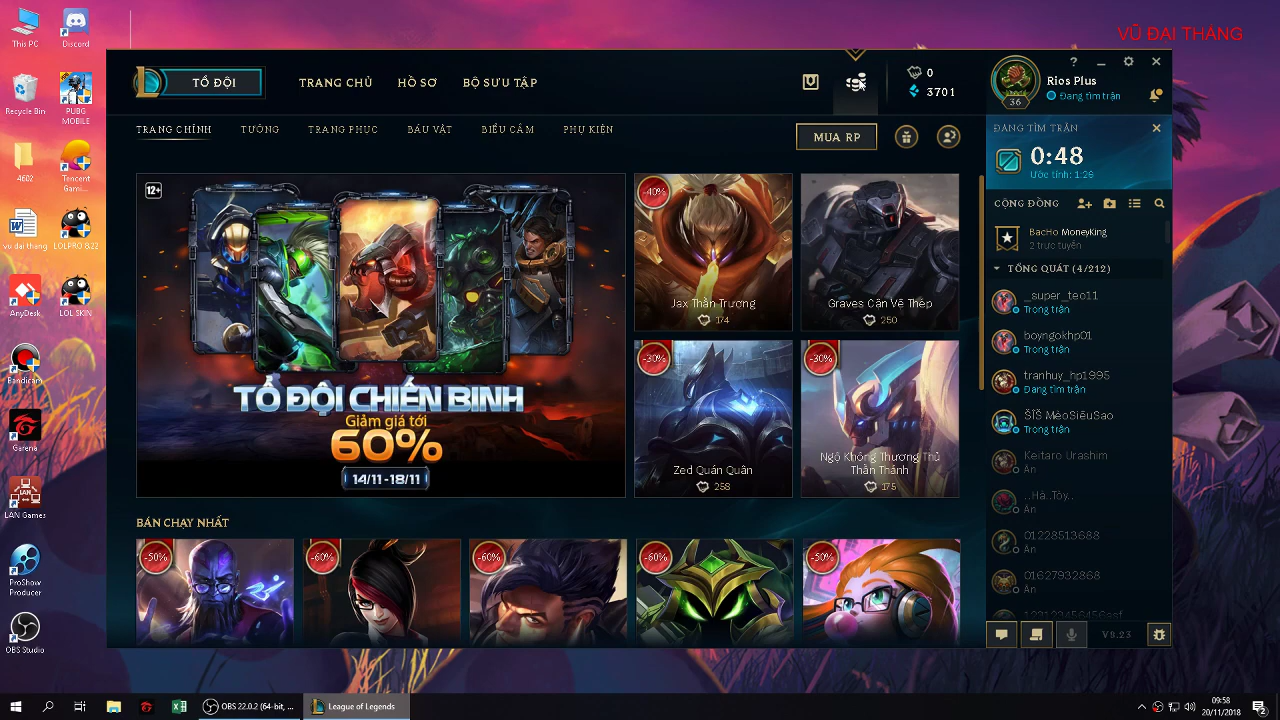 This PC
Discord
Recycle Bin
PUBG
MOBILE
4602
Tencent
Gami...
vu dai thang
LOLPRO 8.22
AnyDesk
LOL SKIN
Bandicam
Garena
LAN Games
ProShow
Producer
OBS Studio
VŨ ĐẠI THÁNG
TỔ ĐỘI
TRANG CHỦ
HỒ SƠ
BỘ SƯU TẬP
0
3701
?
Rios Plus
36
Đang tìm trận
TRANG CHÍNH
TƯỚNG
TRANG PHỤC
BÁU VẬT
BIỂU CẢM
PHỤ KIỆN
MUA RP
ĐANG TÌM TRẬN
0:48
Ước tính: 1:26
CỘNG ĐỒNG
BacHo MoneyKing
2 trực tuyến
TỔNG QUÁT (4/212)
_super_teo11
Trong trận
boyngokhp01
Trong trận
tranhuy_hp1995
Đang tìm trận
ŠĨŠ MèoSiêuSao
Trong trận
Keitaro Urashim
Ẩn
..Hà..Tây..
Ẩn
01228513688
Ẩn
01627932868
Ẩn
V9.23
12+
TỔ ĐỘI CHIẾN BINH
Giảm giá tới
60%
14/11-18/11
-40%
Jax Thần Trượng
174
Graves Cận Vệ Thép
250
-30%
Zed Quán Quân
258
-30%
Ngộ Không Thương Thủ
Thần Thánh
175
BÁN CHẠY NHẤT
-50%
-60%
-60%
-60%
-50%
OBS 22.0.2 (64-bit, ...
League of Legends
09:58
20/11/2018
2